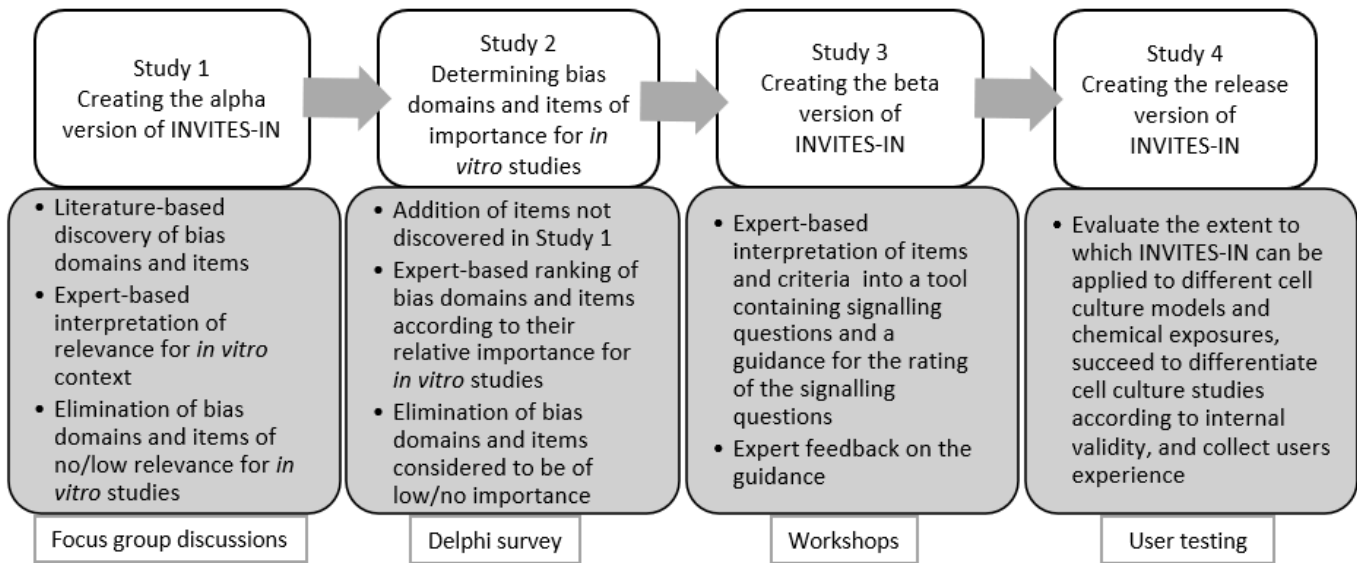 Study 1
Creating the alpha
version of INVITES-IN
Study 2
Determining bias
domains and items of
importance for in
vitro studies
Study 3
Creating the beta
version of
INVITES-IN
Study 4
Creating the release
version of
INVITES-IN
• Literature-based
discovery of bias
domains and items
• Expert-based
interpretation of
relevance for in vitro
context
• Elimination of bias
domains and items of
no/low relevance for in
vitro studies
• Addition of items not
discovered in Study 1
• Expert-based ranking of
bias domains and items
according to their
relative importance for
in vitro studies
• Elimination of bias
domains and items
considered to be of
low/no importance
• Expert-based
interpretation of items
and criteria into a tool
containing signalling
questions and a
guidance for the rating
of the signalling
questions
• Expert feedback on the
guidance
• Evaluate the extent to
which INVITES-IN can be
applied to different cell
culture models and
chemical exposures,
succeed to differentiate
cell culture studies
according to internal
validity, and collect users
experience
Focus group discussions
Delphi survey
Workshops
User testing